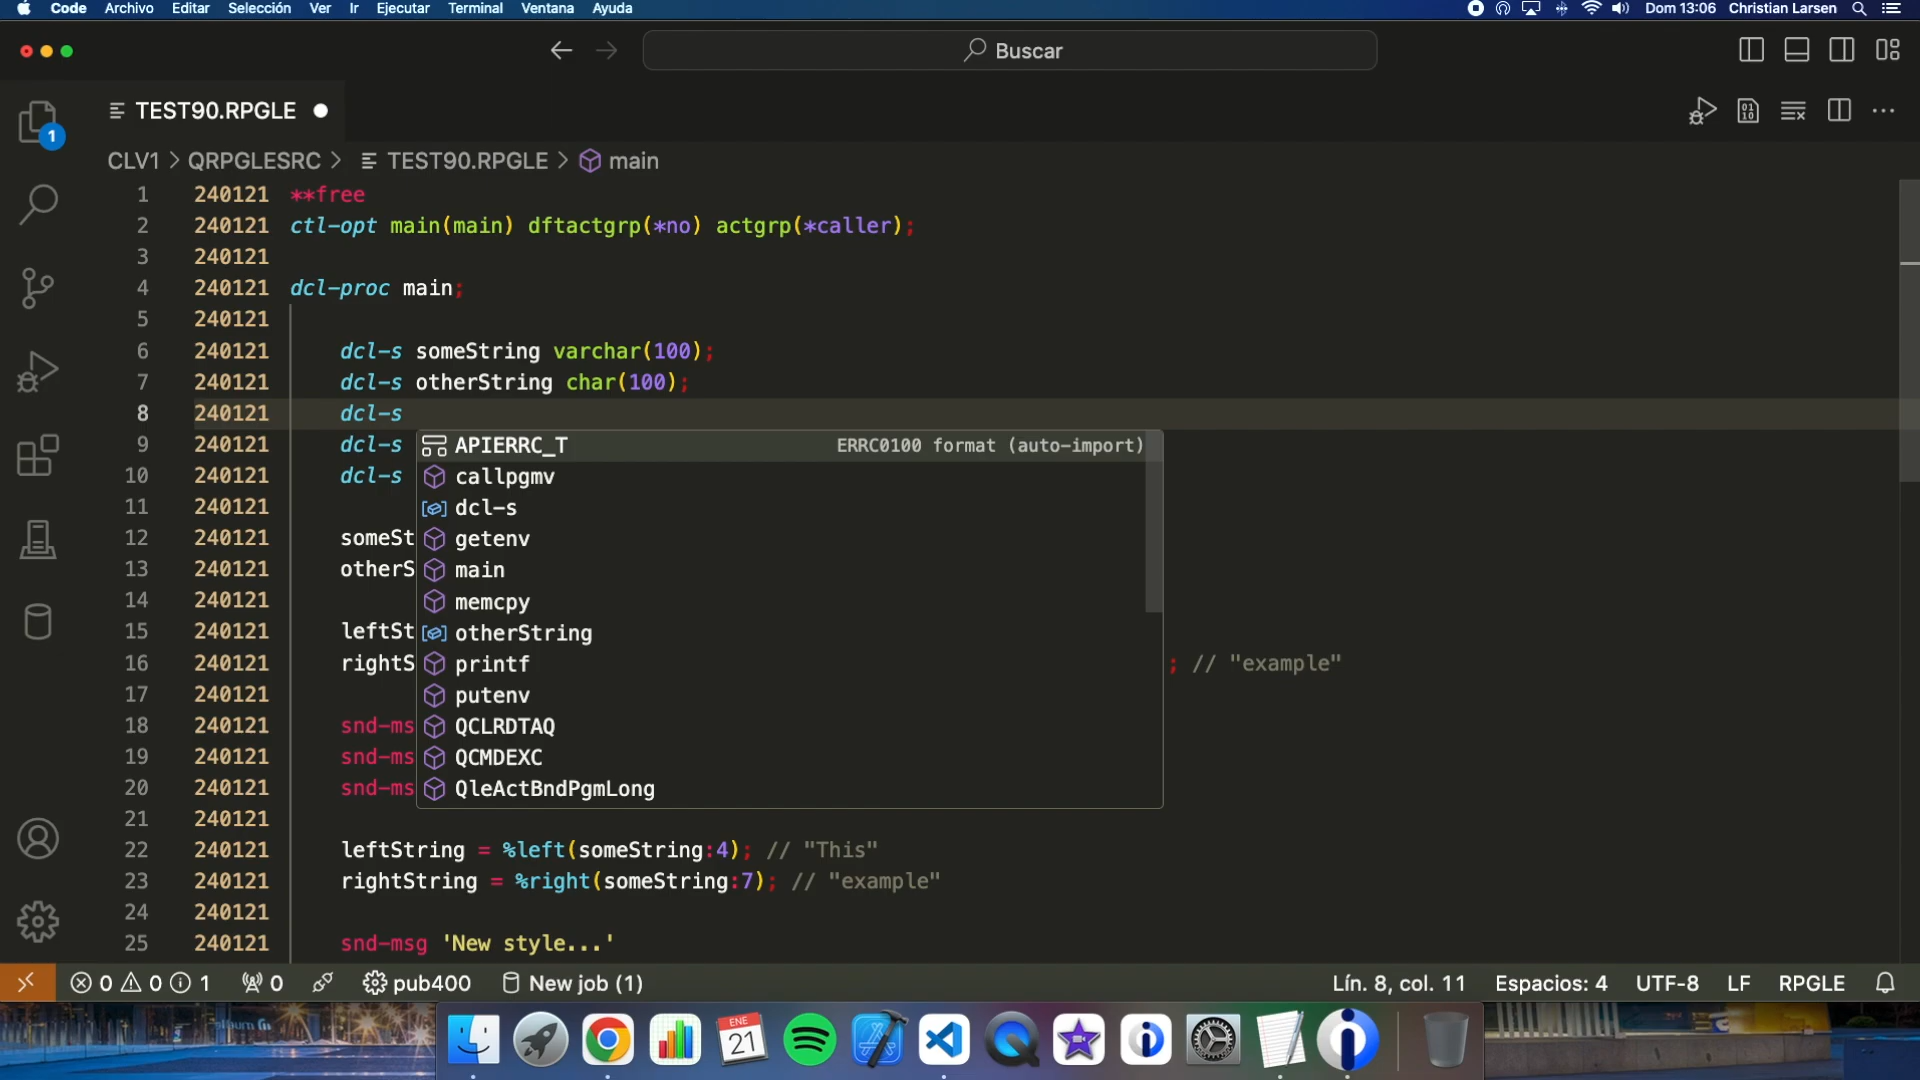 Code Archivo Editar Selección Ver Ir Ejecutar Terminal Ventana Ayuda Dom 13:06 Christian Larsen
Buscar
TEST90.RPGLE
1
CLV1 > QRPGLESRC > TEST90.RPGLE > main
1 240121 **free
2 240121 ctl-opt main(main) dftactgrp(*no) actgrp(*caller);
3 240121
4 240121 dcl-proc main;
5 240121
6 240121 dcl-s someString varchar(100);
7 240121 dcl-s otherString char(100);
8 240121 dcl-s
9 240121 dcl-s APIERRC_T ERRC0100 format (auto-import)
10 240121 dcl-s callpgmv
11 240121 dcl-s
12 240121 someSt getenv
13 240121 otherS main
14 240121 memcpy
15 240121 leftSt otherString
16 240121 rightS printf ; // "example"
17 240121 putenv
18 240121 snd-ms QCLRDTAQ
19 240121 snd-ms QCMDEXC
20 240121 snd-ms QleActBndPgmLong
21 240121
22 240121 leftString = %left(someString:4); // "This"
23 240121 rightString = %right(someString:7); // "example"
24 240121
25 240121 snd-msg 'New style...'
0 0 1 0 pub400 New job (1) Lín. 8, col. 11 Espacios: 4 UTF-8 LF RPGLE
ENE
21